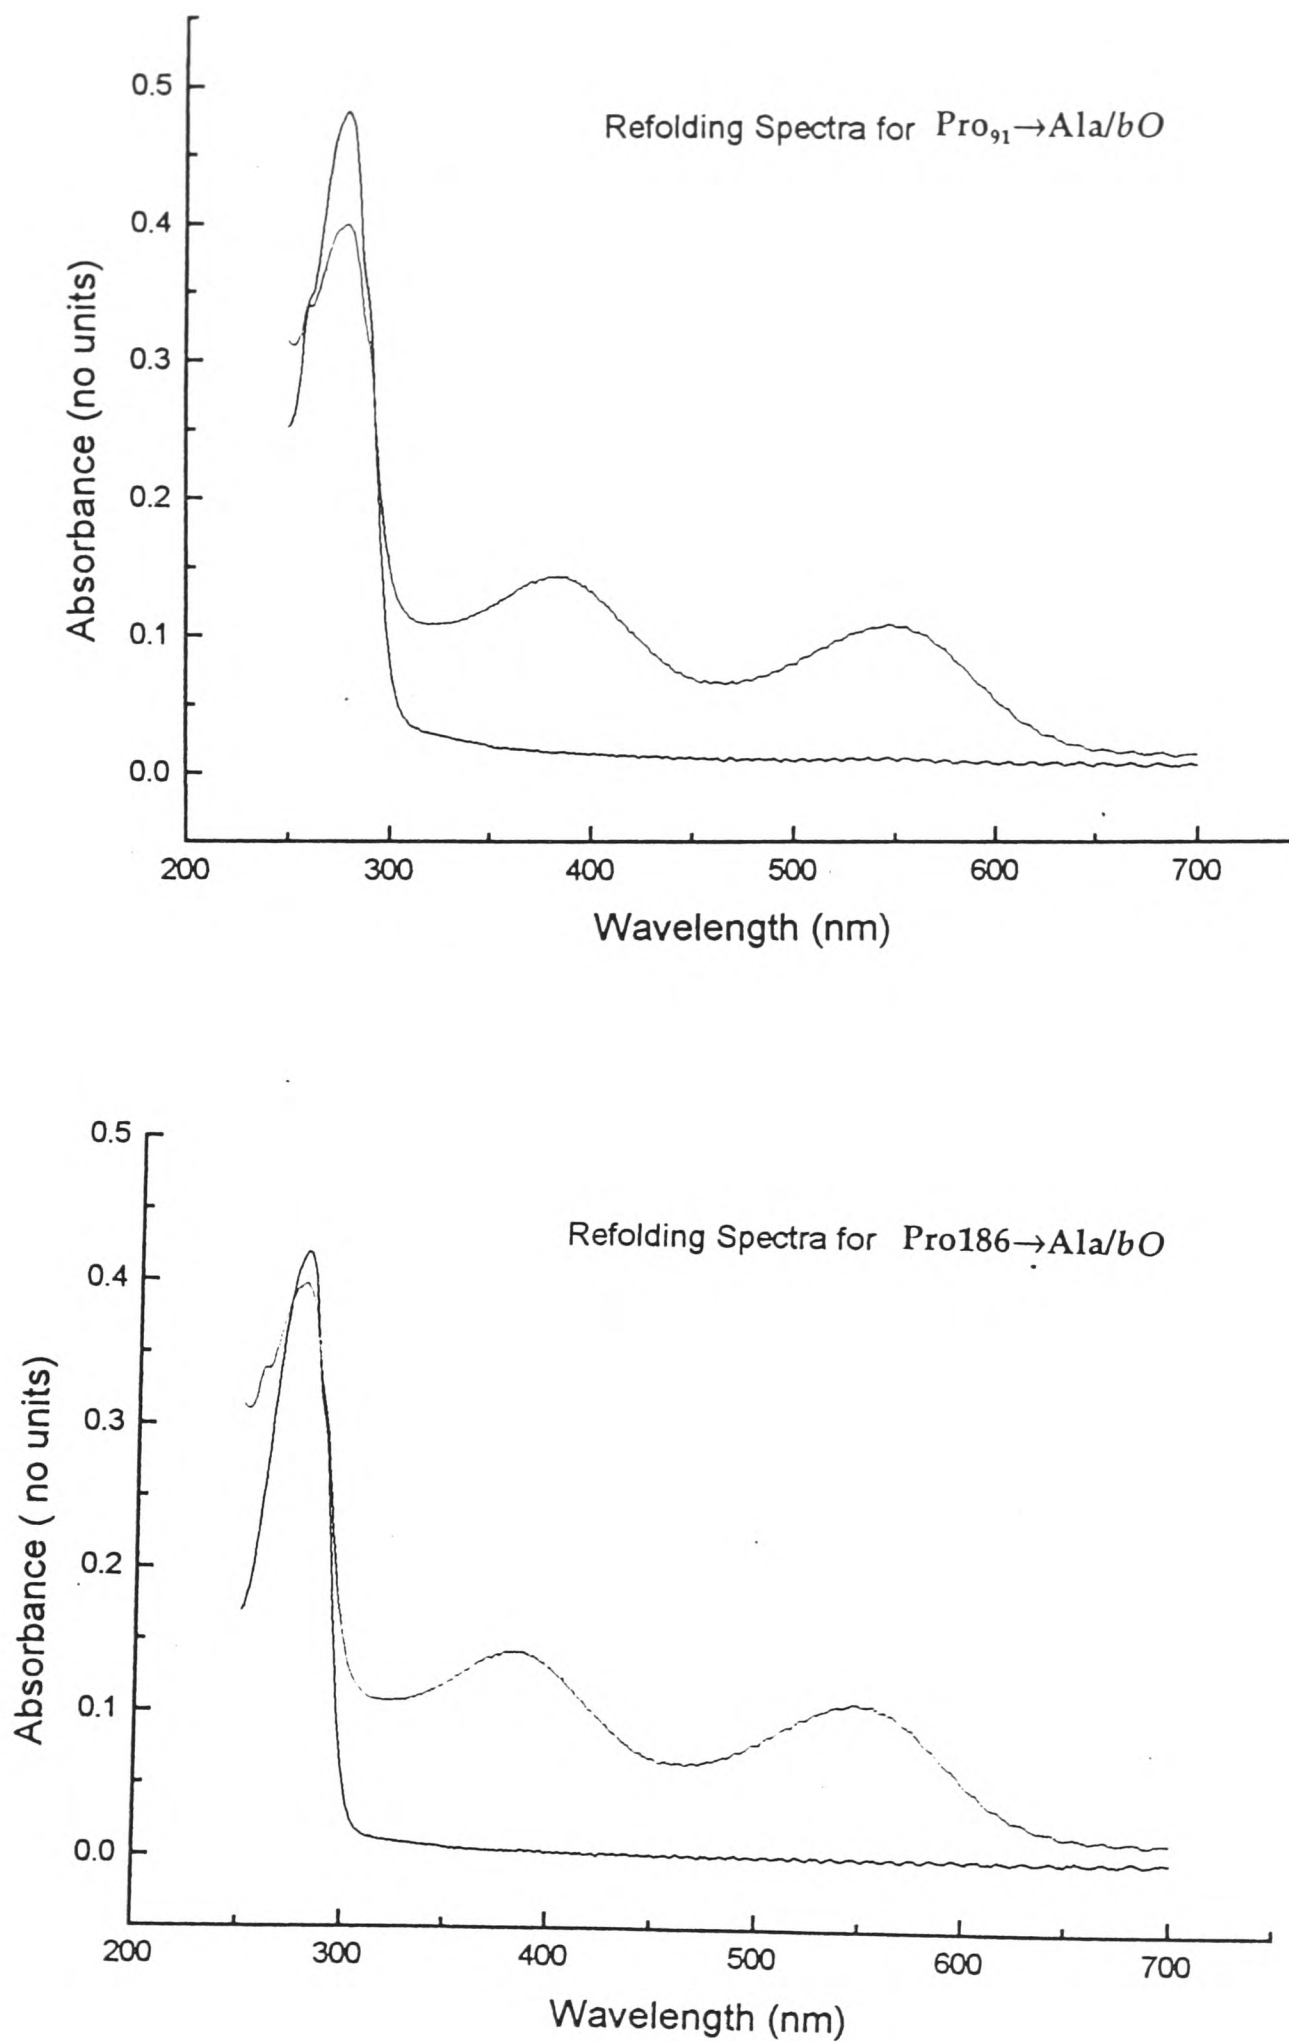 Refolding Spectra for Pro₉₁→Ala/bO
Absorbance (no units)
0.5
0.4
0.3
0.2
0.1
0.0
200 300 400 500 600 700
Wavelength (nm)
Refolding Spectra for Pro186→Ala/bO
Absorbance ( no units)
0.5
0.4
0.3
0.2
0.1
0.0
200 300 400 500 600 700
Wavelength (nm)